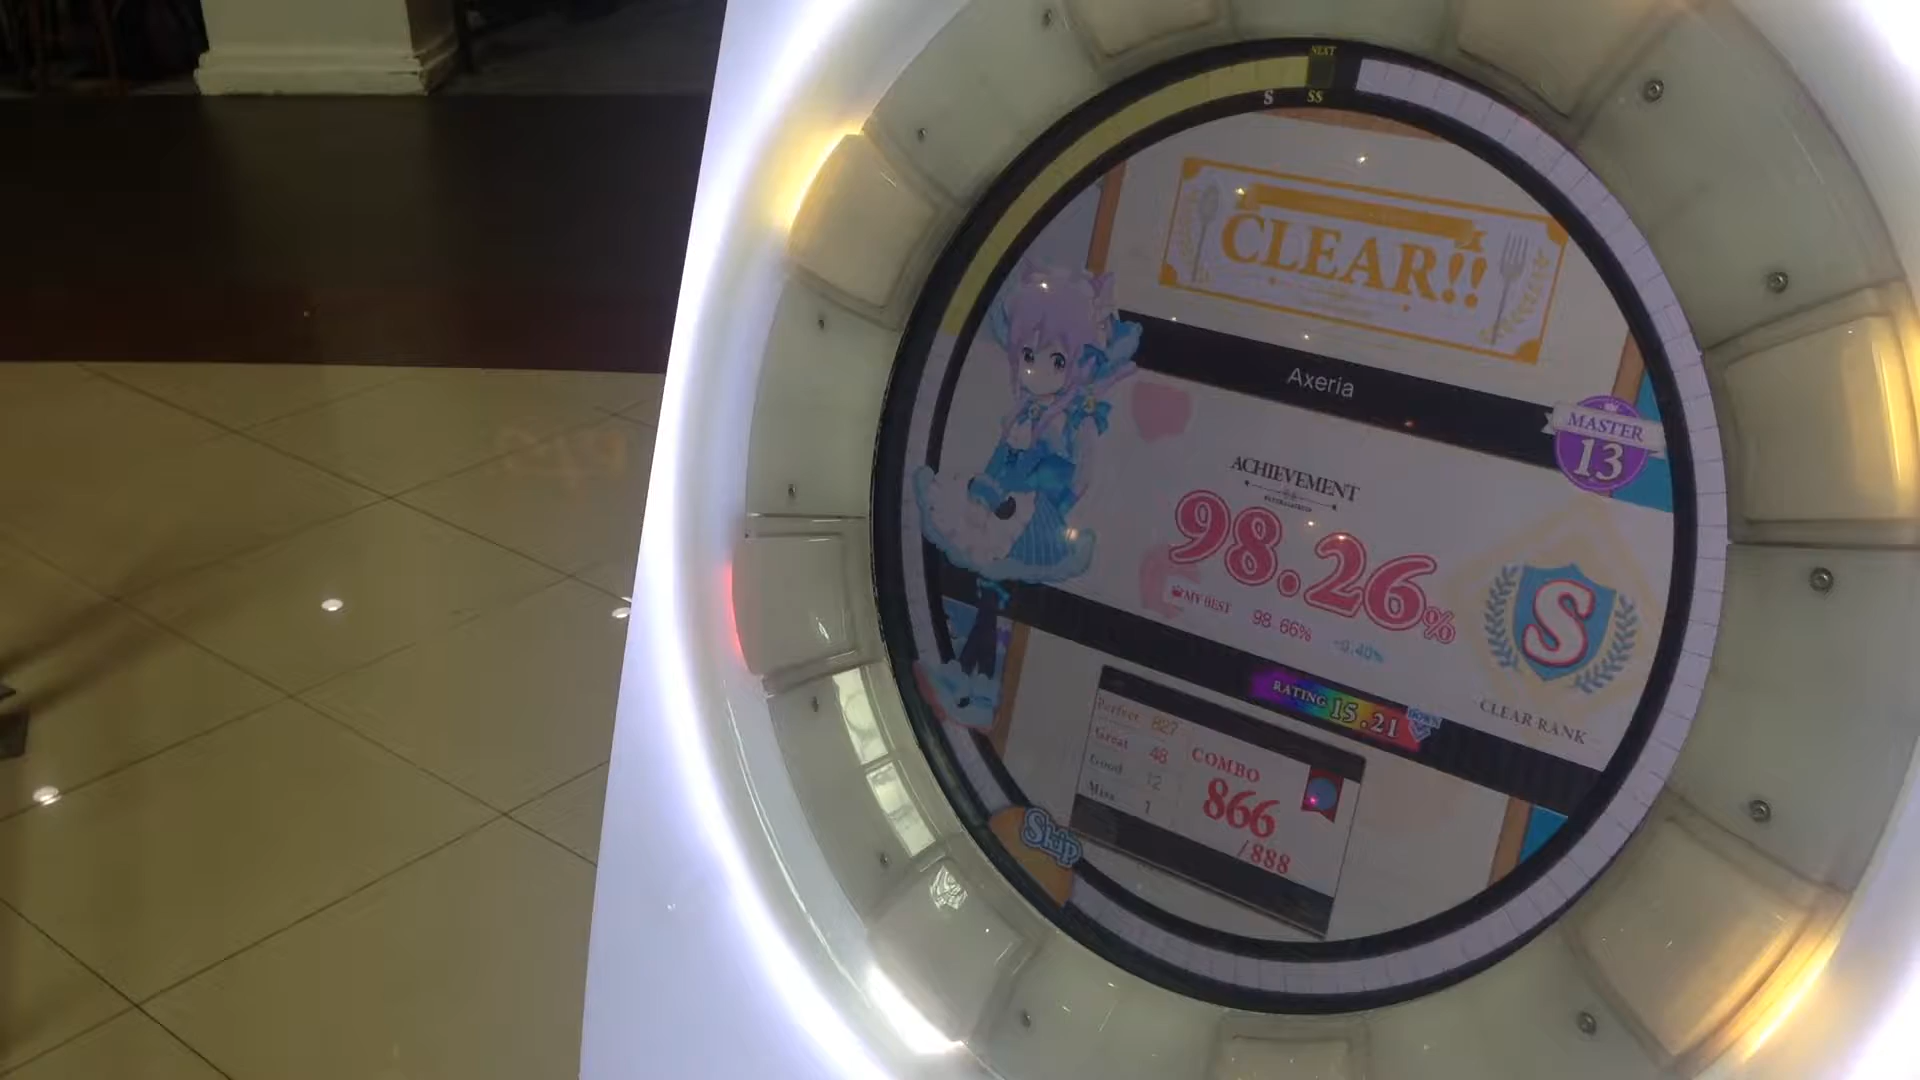 NEXT
S SS
CLEAR!!
Axeria
MASTER
13
ACHIEVEMENT
98.26%
MY BEST 98.66% -0.40%
S
CLEAR RANK
RATING 15.21 DOWN
Perfect 827
Great 48
Good 12
Miss 1
COMBO
866
/888
Skip